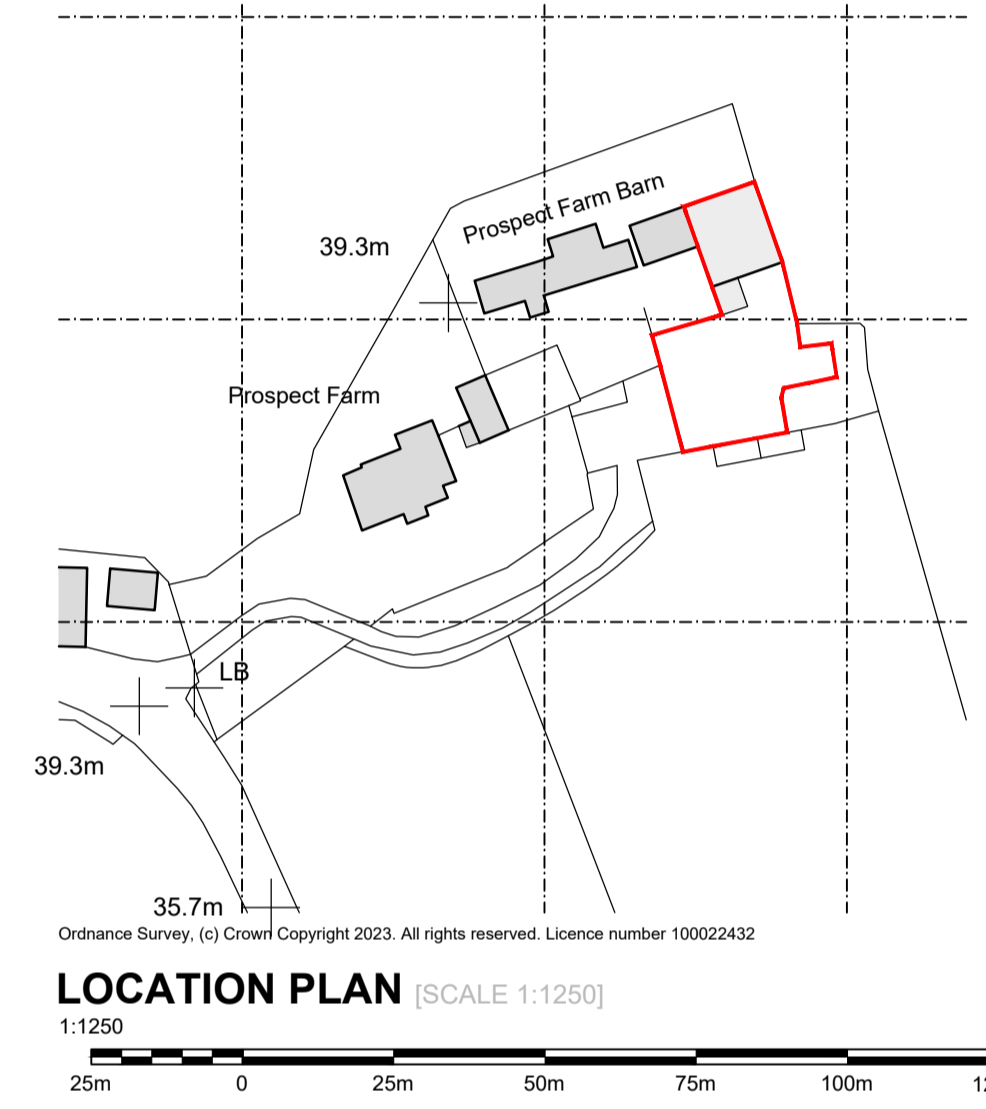 Prospect Farm Barn
39.3m
Prospect Farm
LB
39.3m
35.7m
Ordnance Survey, (c) Crown Copyright 2023. All rights reserved. Licence number 100022432
LOCATION PLAN [SCALE 1:1250]
1:1250
25m 0 25m 50m 75m 100m